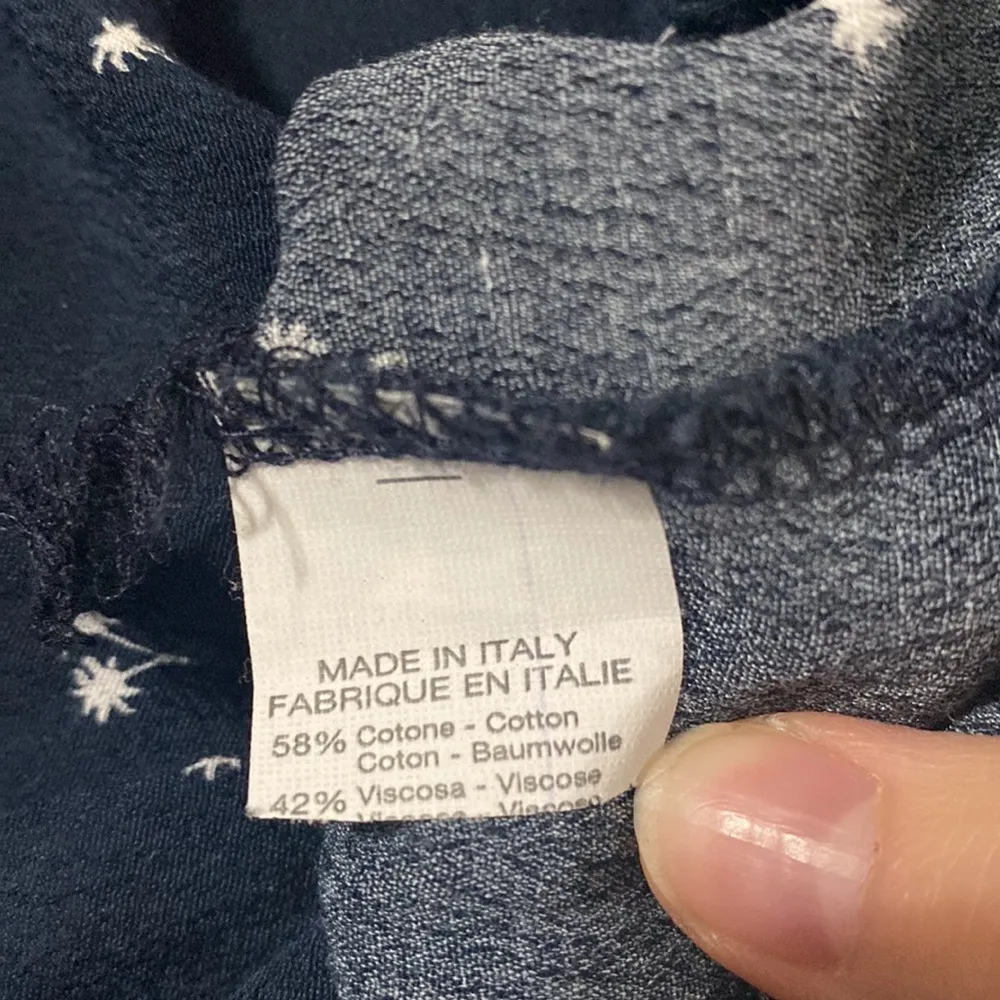 MADE IN ITALY
FABRIQUE EN ITALIE
58% Cotone - Cotton
Coton - Baumwolle
42% Viscosa - Viscose